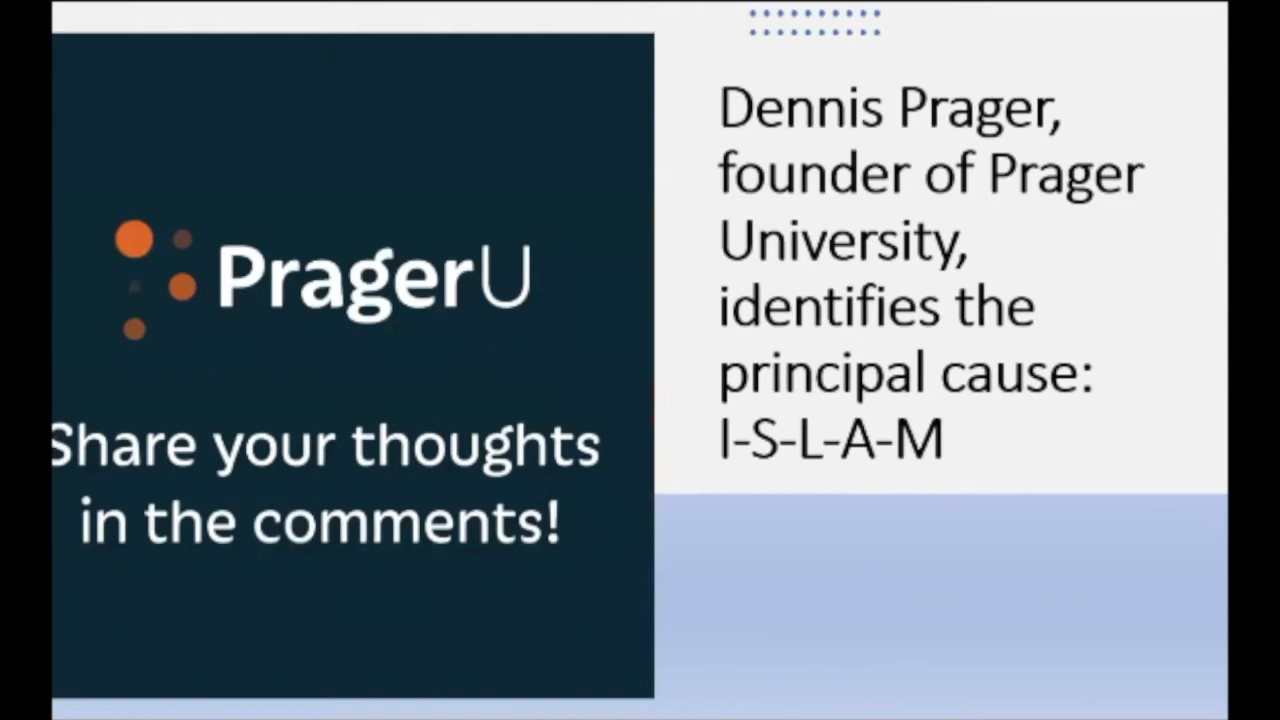 PragerU
Share your thoughts
in the comments!
Dennis Prager,
founder of Prager
University,
identifies the
principal cause:
I-S-L-A-M